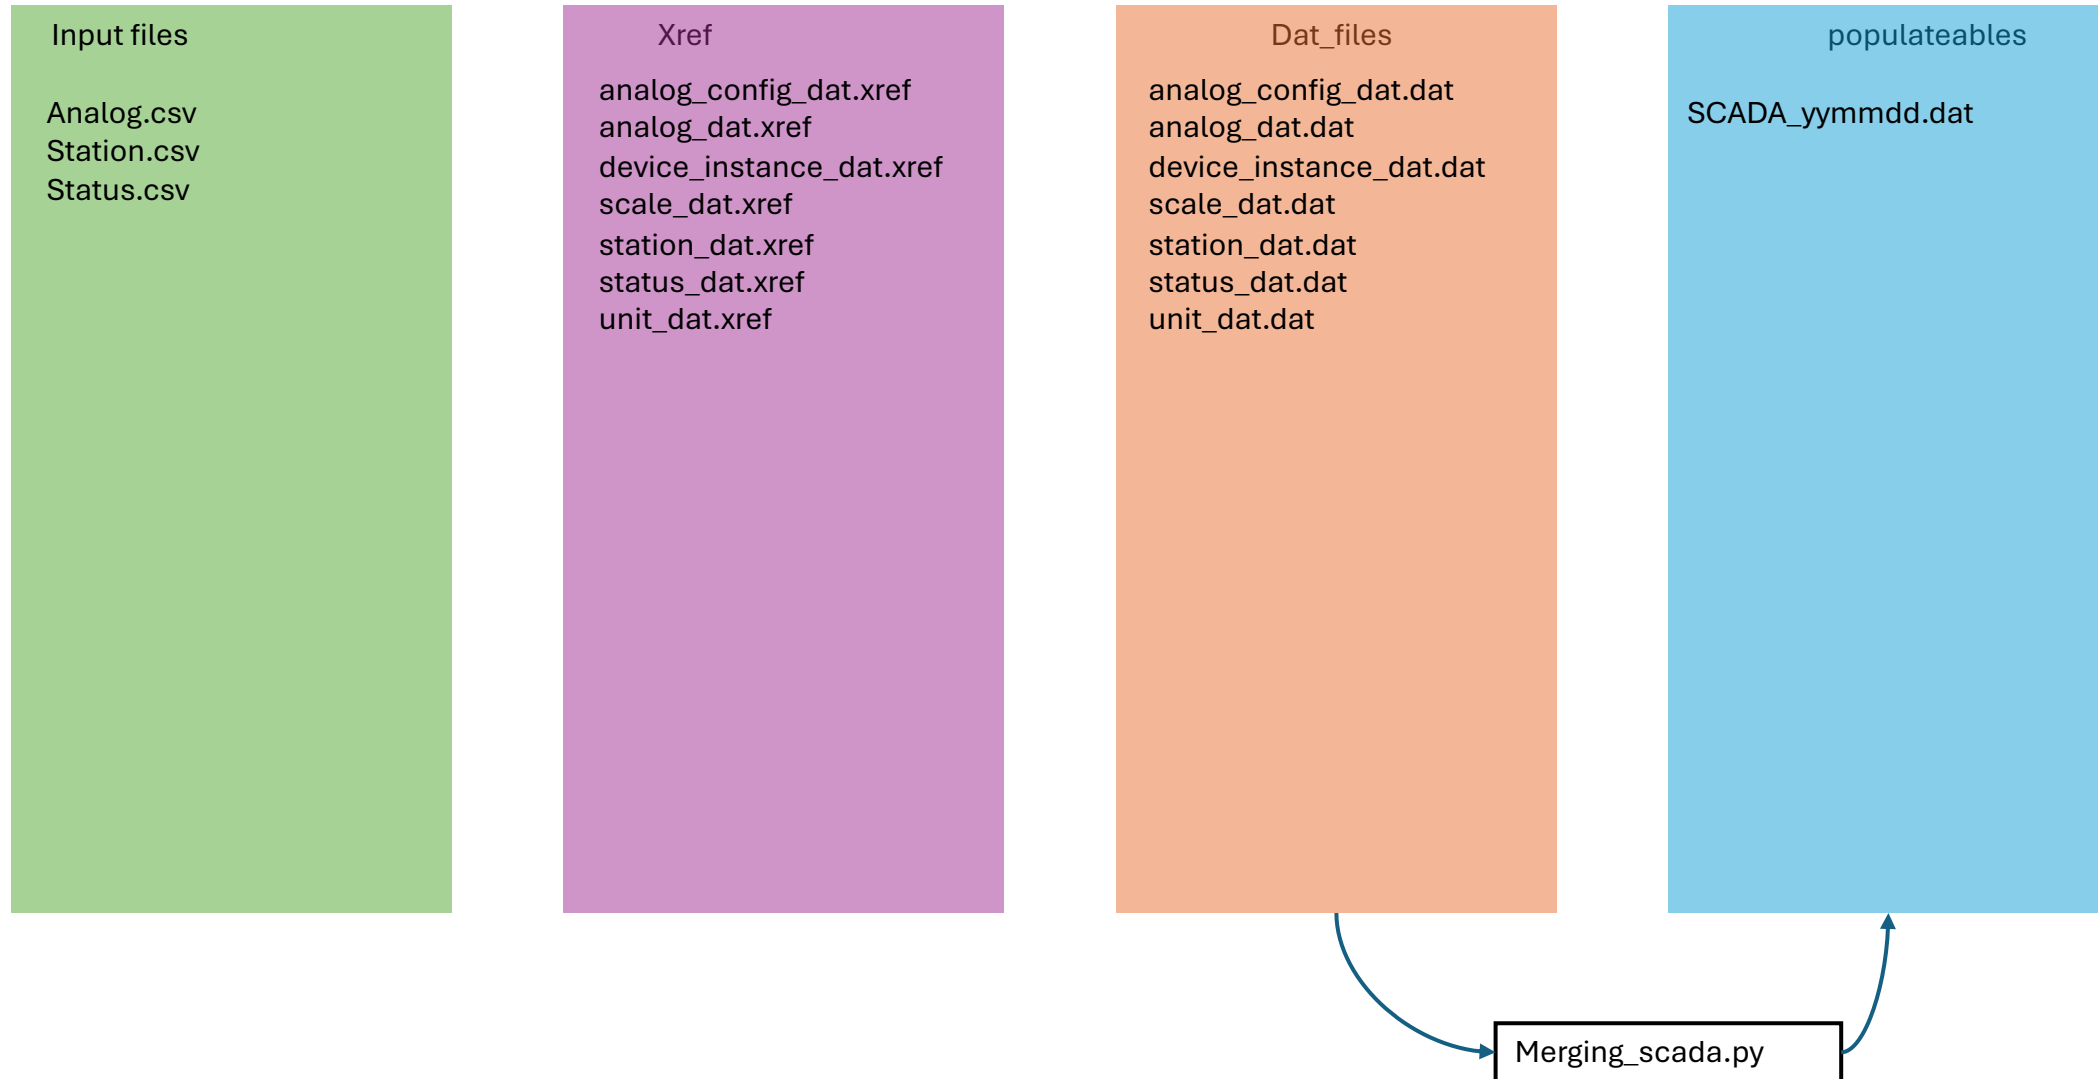 Input files
Analog.csv
Station.csv
Status.csv
Xref
analog_config_dat.xref
analog_dat.xref
device_instance_dat.xref
scale_dat.xref
station_dat.xref
status_dat.xref
unit_dat.xref
Dat_files
analog_config_dat.dat
analog_dat.dat
device_instance_dat.dat
scale_dat.dat
station_dat.dat
status_dat.dat
unit_dat.dat
populateables
SCADA_yymmdd.dat
Merging_scada.py